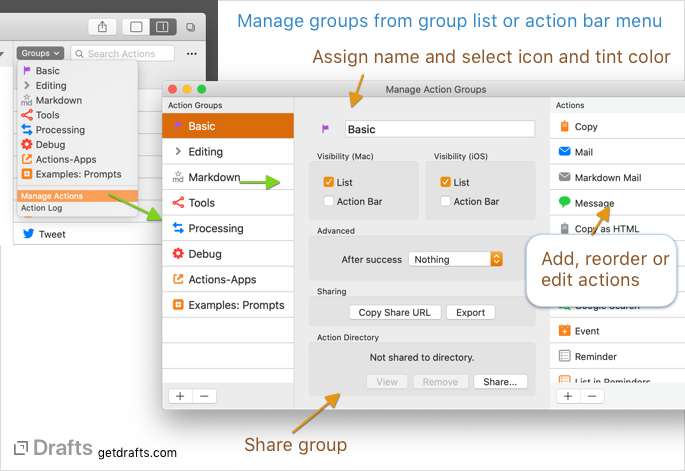 Manage groups from group list or action bar menu
Assign name and select icon and tint color
Groups
Search Actions
Basic
Editing
Markdown
Tools
Processing
Debug
Actions-Apps
Examples: Prompts
Manage Actions
Action Log
Tweet
Manage Action Groups
Action Groups
Basic
Editing
Markdown
Tools
Processing
Debug
Actions-Apps
Examples: Prompts
Basic
Visibility (Mac)
List
Action Bar
Visibility (iOS)
List
Action Bar
Advanced
After success
Nothing
Sharing
Copy Share URL
Export
Action Directory
Not shared to directory.
View
Remove
Share...
Actions
Copy
Mail
Markdown Mail
Message
Copy as HTML
Add, reorder or
edit actions
Google Search
Event
Reminder
List in Reminders
Share group
Drafts getdrafts.com